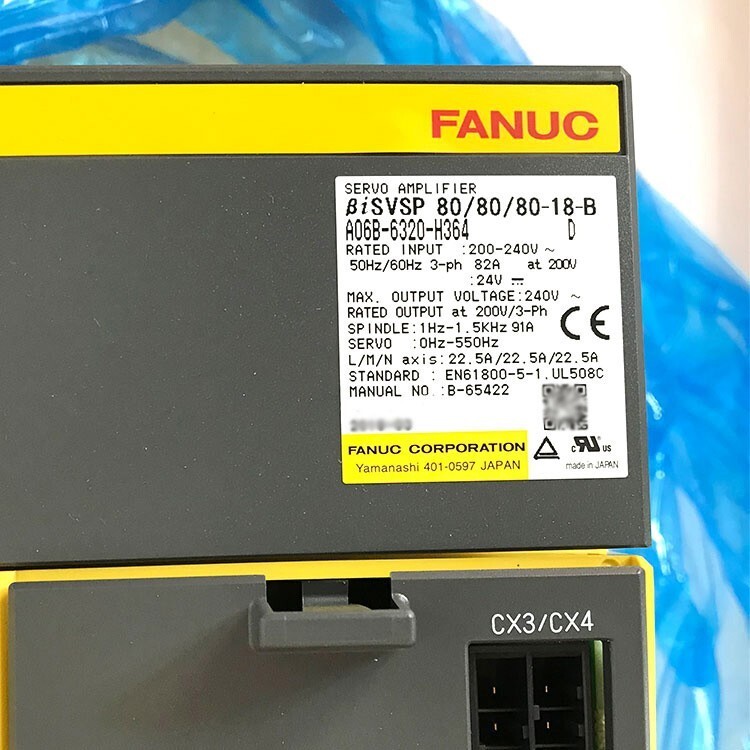 FANUC
SERVO AMPLIFIER
βiSVSP 80/80/80-18-B
A06B-6320-H364 D
RATED INPUT :200-240V ~
50Hz/60Hz 3-ph 82A at 200V
:24V ⎓
MAX. OUTPUT VOLTAGE:240V ~
RATED OUTPUT at 200V/3-Ph
SPINDLE:1Hz-1.5KHz 91A
CE
SERVO :0Hz-550Hz
L/M/N axis:22.5A/22.5A/22.5A
STANDARD : EN61800-5-1,UL508C
MANUAL NO.:B-65422
FANUC CORPORATION
Yamanashi 401-0597 JAPAN
c RU us
made in JAPAN
CX3/CX4